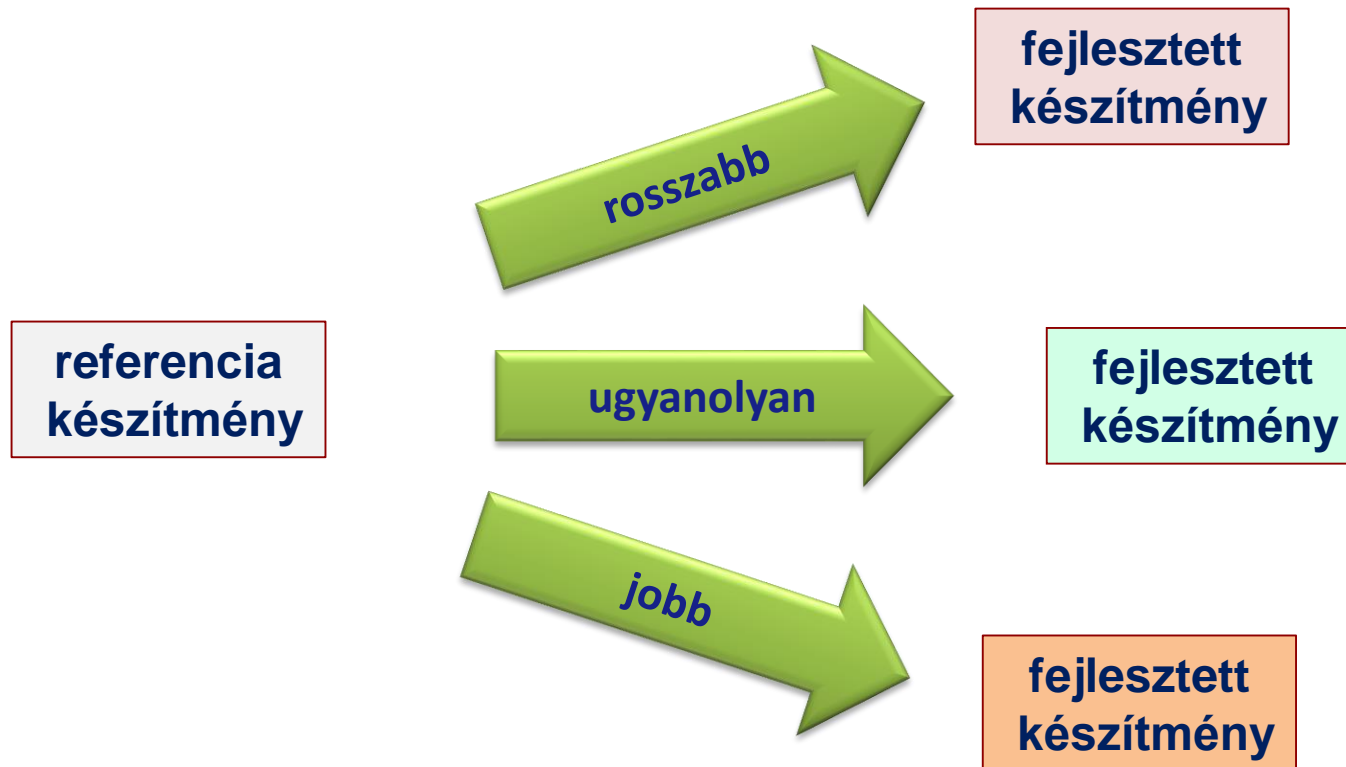 fejlesztett
készítmény
rosszabb
referencia
készítmény
ugyanolyan
fejlesztett
készítmény
jobb
fejlesztett
készítmény